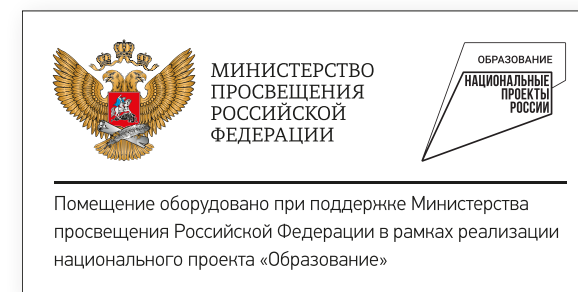 МИНИСТЕРСТВО
ПРОСВЕЩЕНИЯ
РОССИЙСКОЙ
ФЕДЕРАЦИИ
ОБРАЗОВАНИЕ
НАЦИОНАЛЬНЫЕ
ПРОЕКТЫ
РОССИИ
Помещение оборудовано при поддержке Министерства
просвещения Российской Федерации в рамках реализации
национального проекта «Образование»